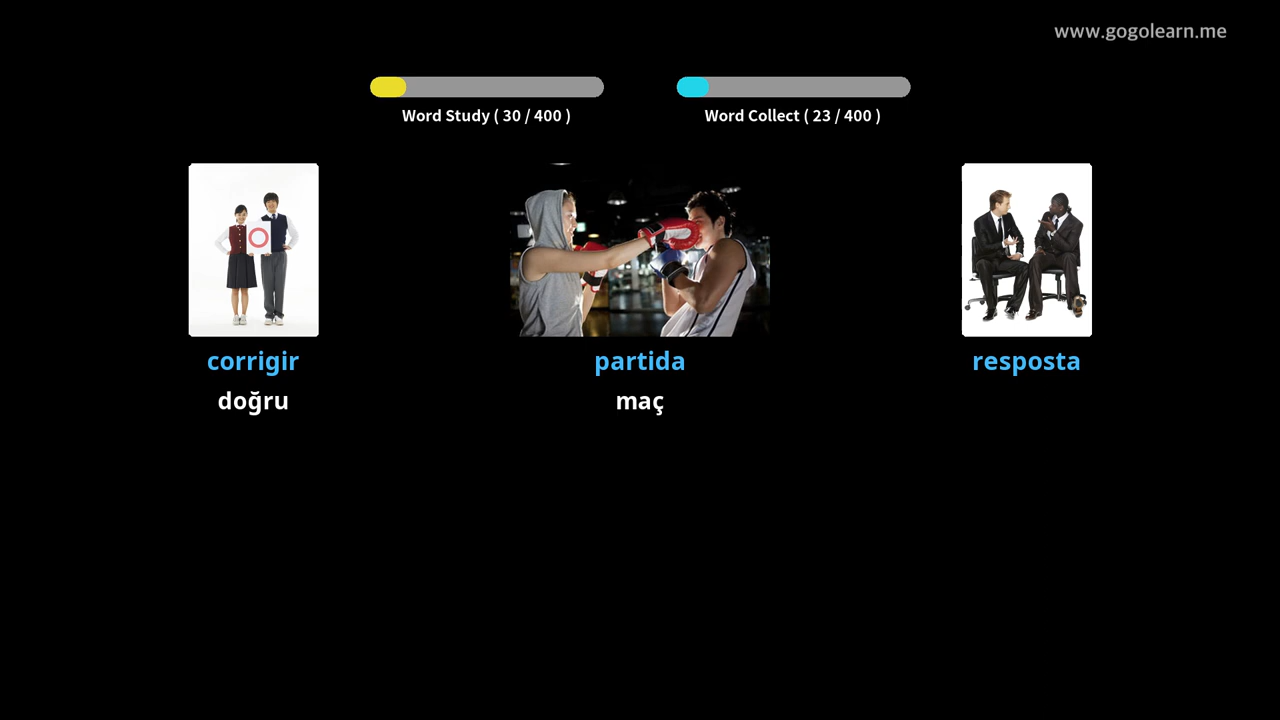 www.gogolearn.me
Word Study ( 30 / 400 )
Word Collect ( 23 / 400 )
corrigir
doğru
partida
maç
resposta